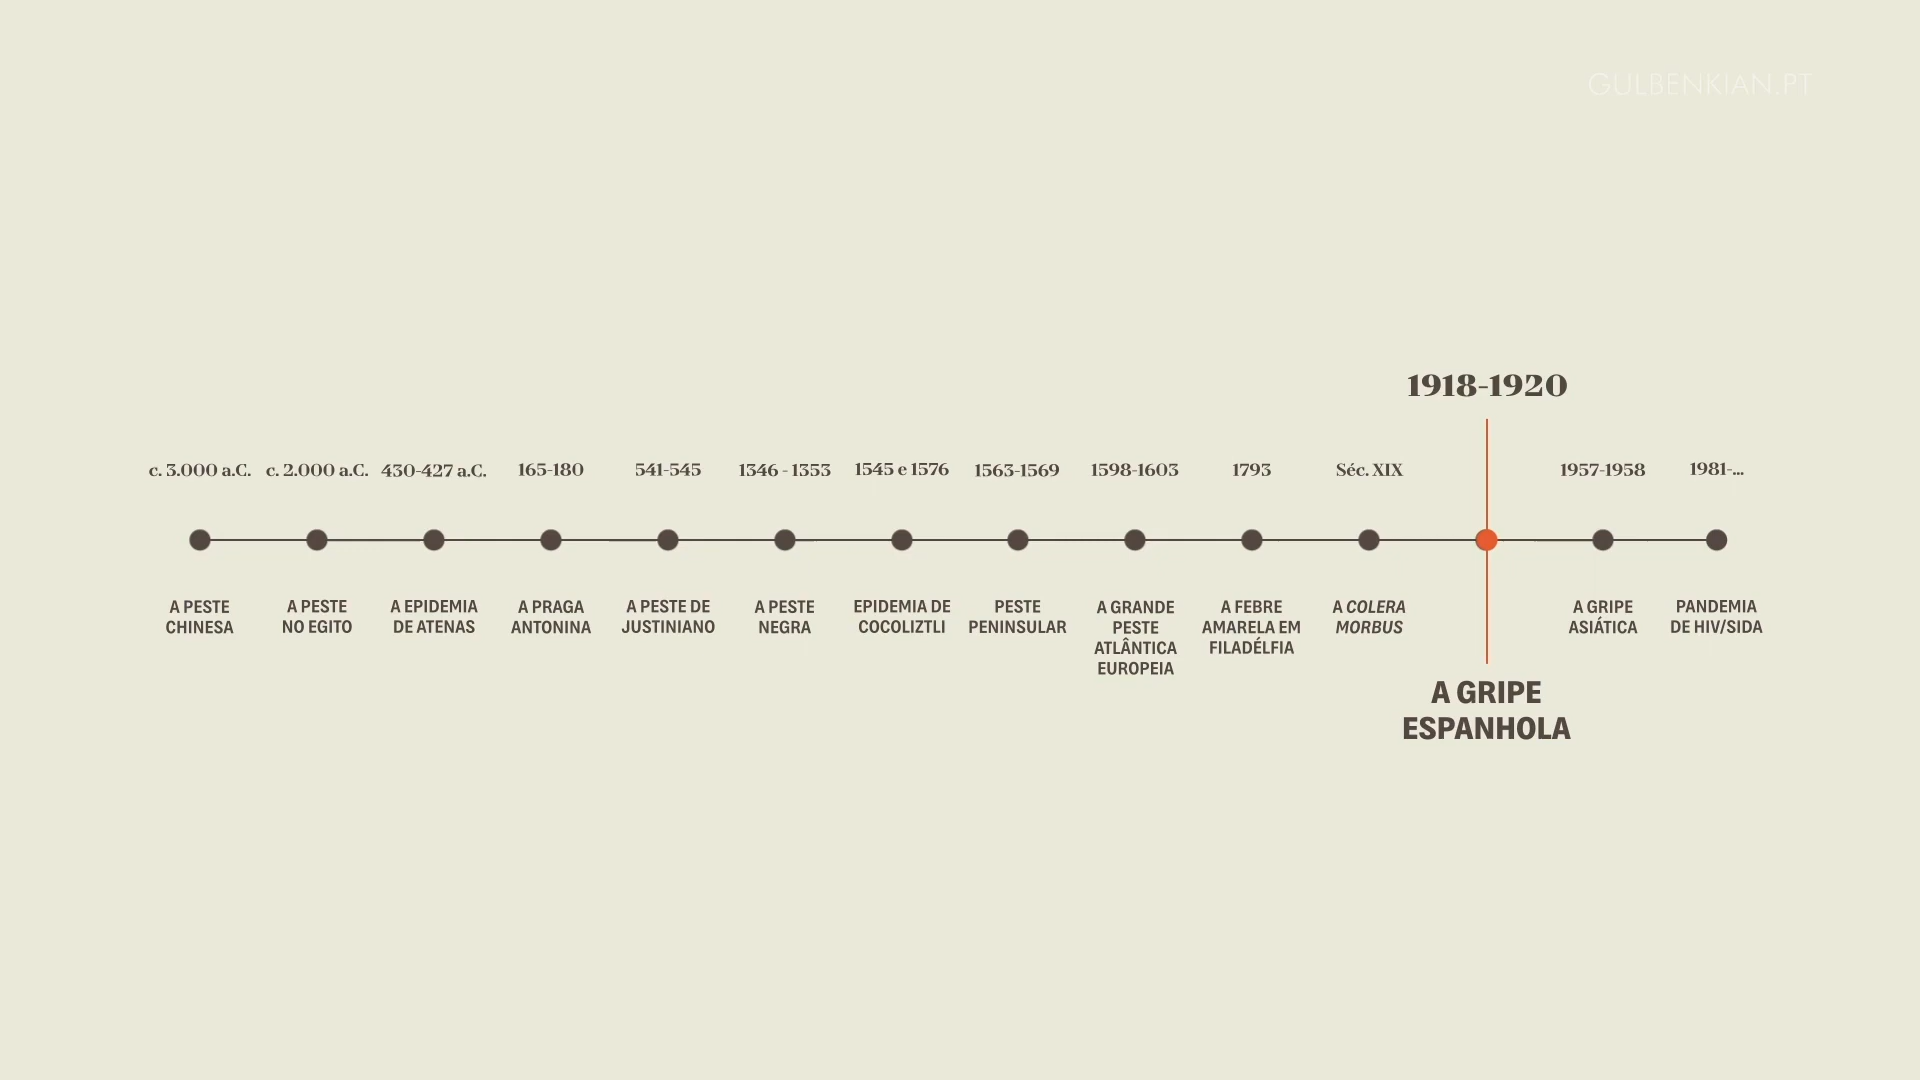 GULBENKIAN.PT
1918-1920
c. 3.000 a.C.
c. 2.000 a.C.
430-427 a.C.
165-180
541-545
1346 - 1353
1545 e 1576
1563-1569
1598-1603
1793
Séc. XIX
1957-1958
1981-...
A PESTE
CHINESA
A PESTE
NO EGITO
A EPIDEMIA
DE ATENAS
A PRAGA
ANTONINA
A PESTE DE
JUSTINIANO
A PESTE
NEGRA
EPIDEMIA DE
COCOLIZTLI
PESTE
PENINSULAR
A GRANDE
PESTE
ATLÂNTICA
EUROPEIA
A FEBRE
AMARELA EM
FILADÉLFIA
A COLERA
MORBUS
A GRIPE
ESPANHOLA
A GRIPE
ASIÁTICA
PANDEMIA
DE HIV/SIDA